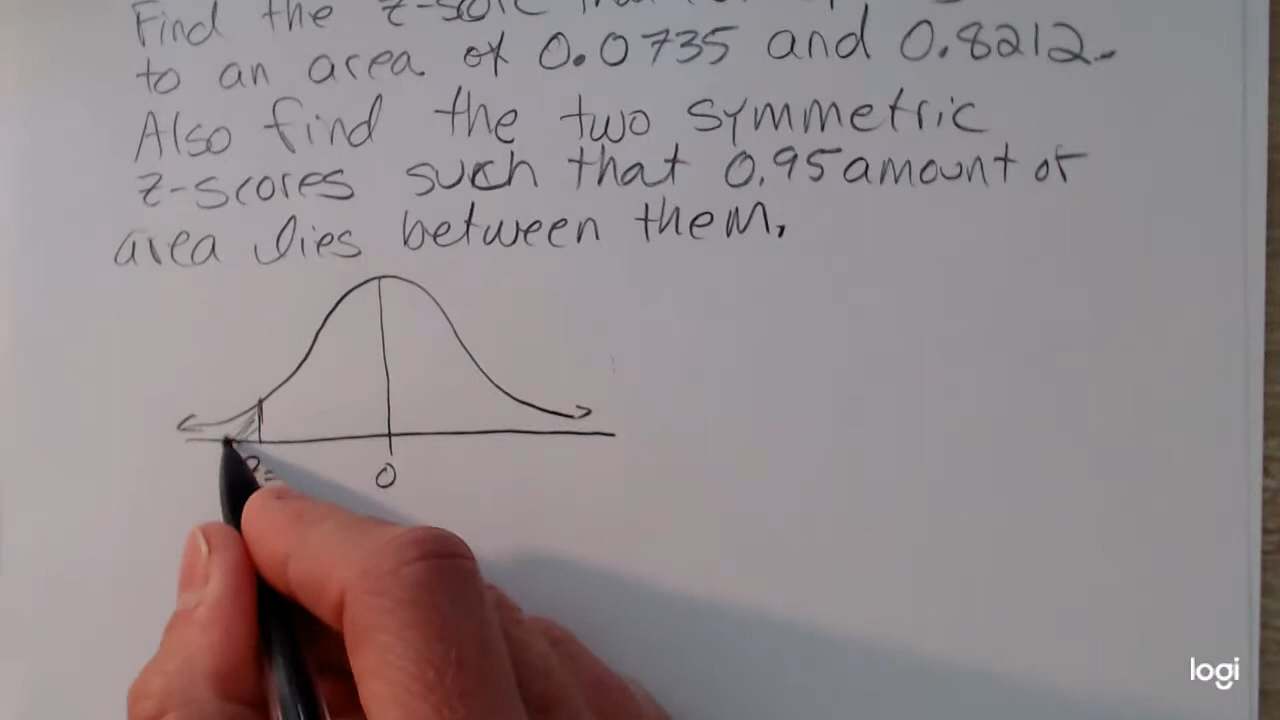 Find the z-score
to an area of 0.0735 and 0.8212.
Also find the two symmetric
z-scores such that 0.95 amount of
area lies between them.
?=
0
logi